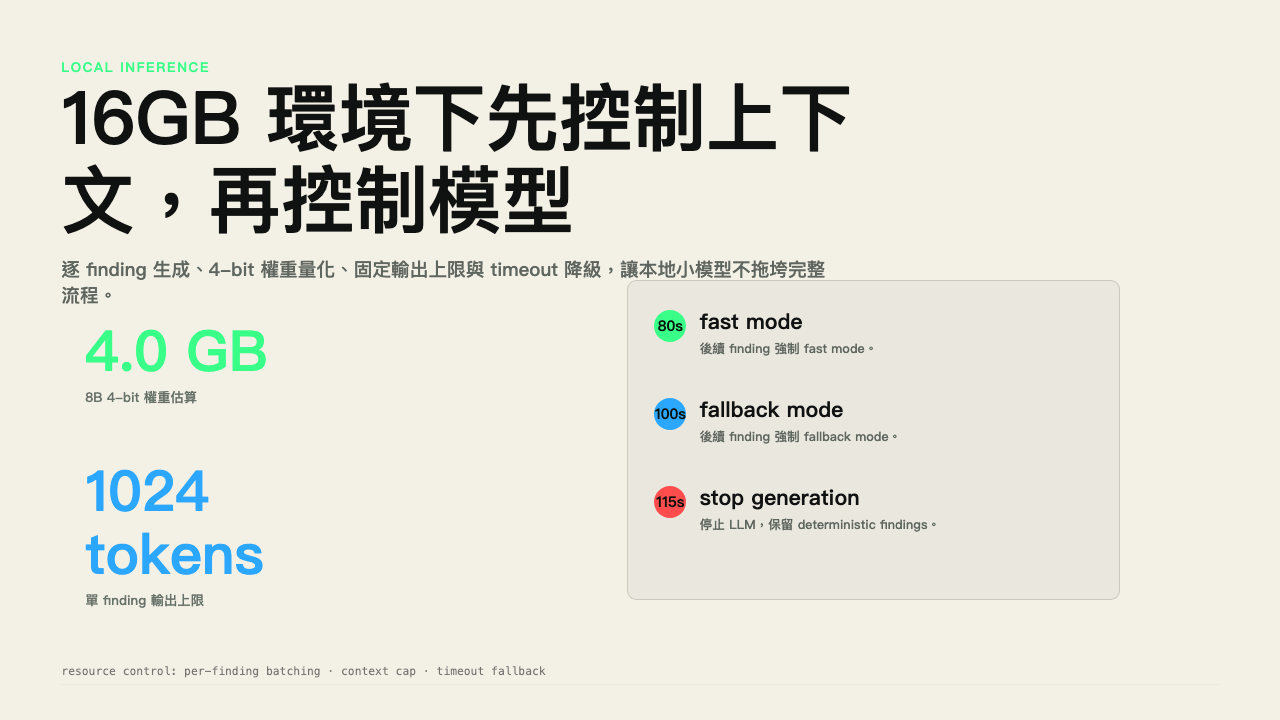 LOCAL INFERENCE
16GB 環境下先控制上下
文，再控制模型
逐 finding 生成、4-bit 權重量化、固定輸出上限與 timeout 降級，讓本地小模型不拖垮完整
流程。
4.0 GB
8B 4-bit 權重估算
1024
tokens
單 finding 輸出上限
80s
fast mode
後續 finding 強制 fast mode。
100s
fallback mode
後續 finding 強制 fallback mode。
115s
stop generation
停止 LLM，保留 deterministic findings。
resource control: per-finding batching · context cap · timeout fallback